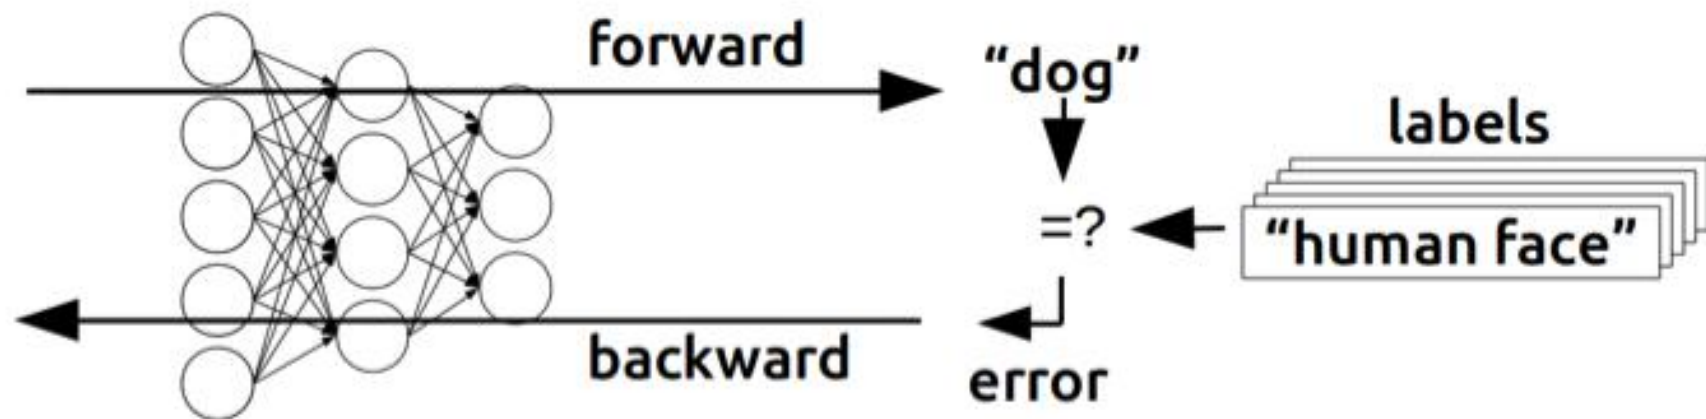 forward
“dog”
labels
=?
“human face”
backward
error